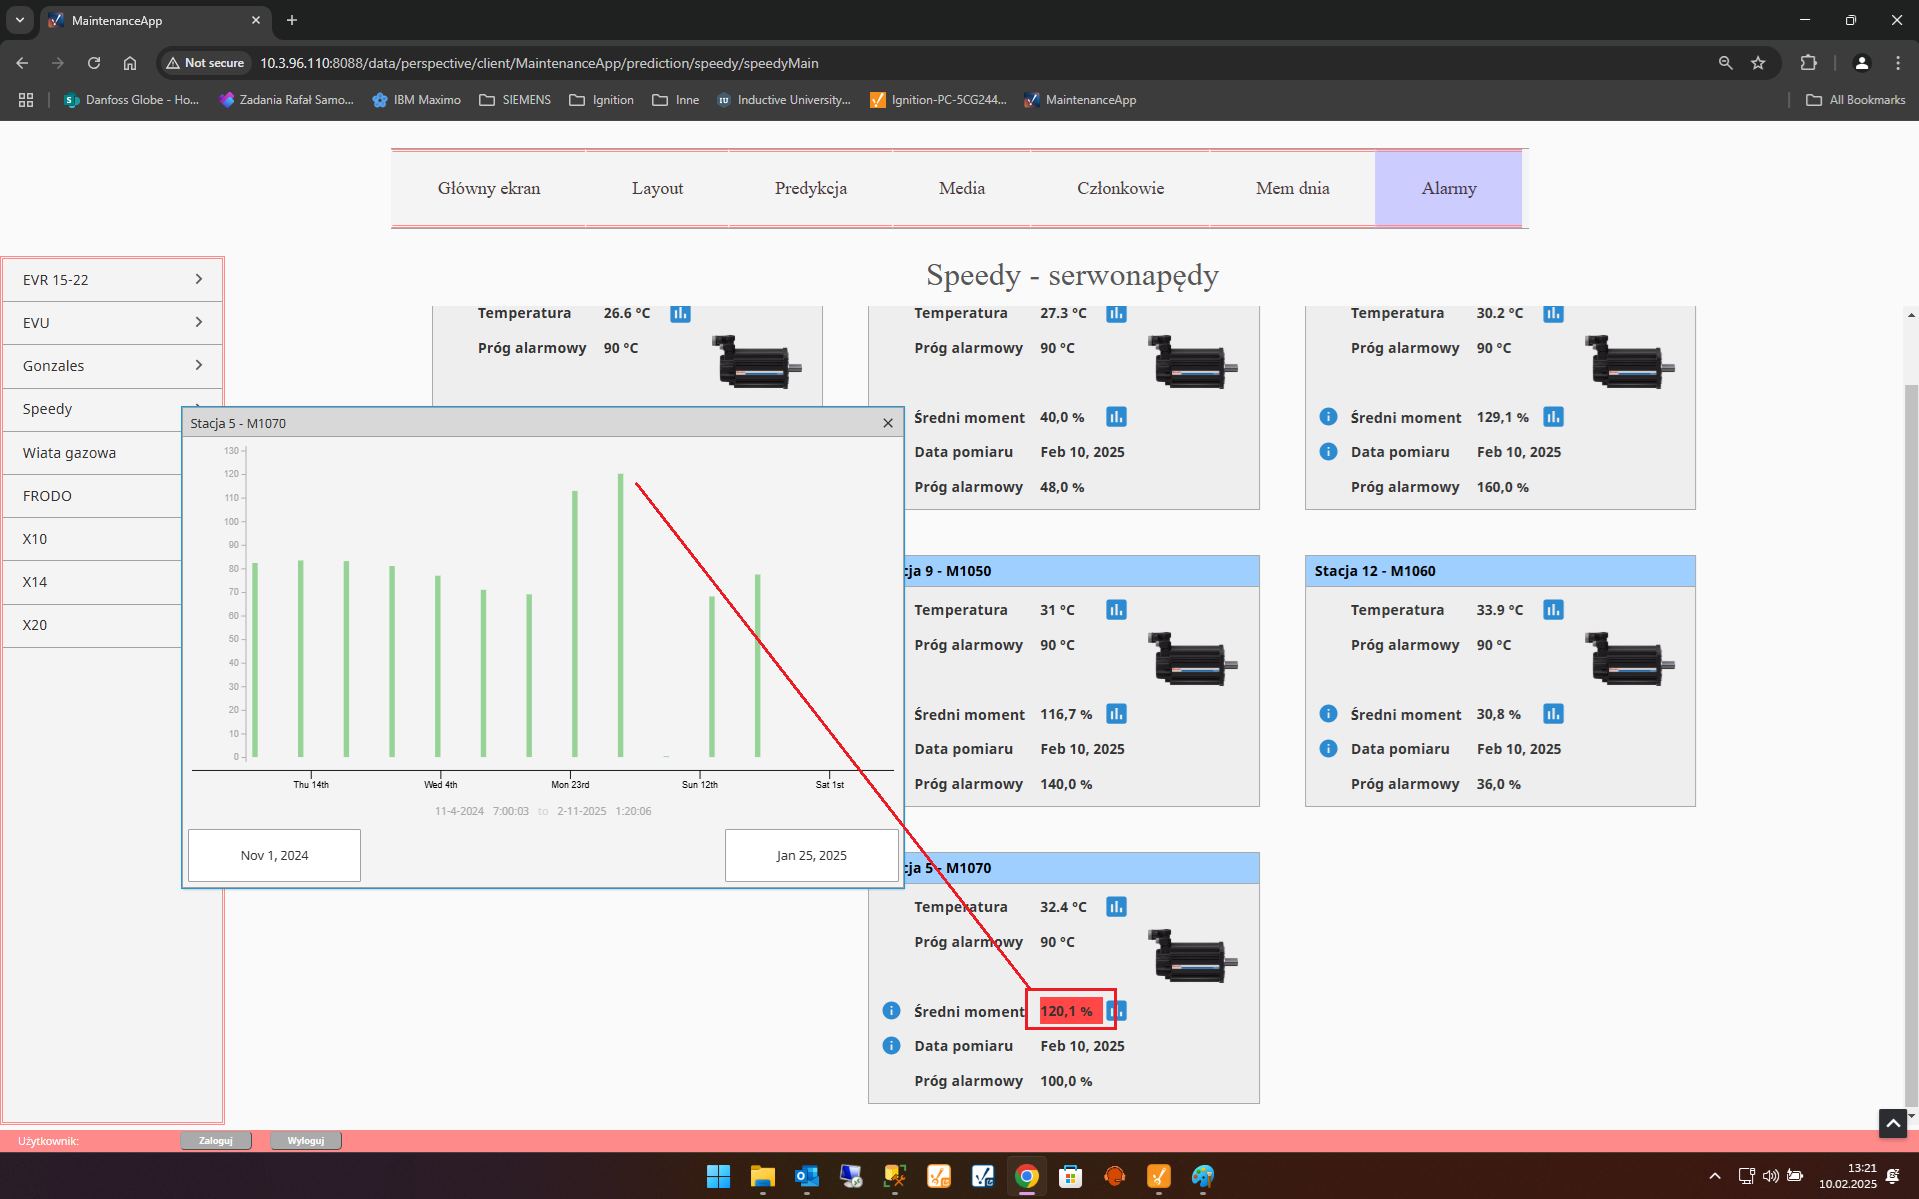 MaintenanceApp
Not secure
10.3.96.110:8088/data/perspective/client/MaintenanceApp/prediction/speedy/speedyMain
Danfoss Globe - Ho...
Zadania Rafał Samo...
IBM Maximo
SIEMENS
Ignition
Inne
Inductive University...
Ignition-PC-5CG244...
MaintenanceApp
All Bookmarks
Główny ekran
Layout
Predykcja
Media
Członkowie
Mem dnia
Alarmy
Speedy - serwonapędy
EVR 15-22
EVU
Gonzales
Speedy
Wiata gazowa
FRODO
X10
X14
X20
Temperatura 26.6 °C
Próg alarmowy 90 °C
Temperatura 27.3 °C
Próg alarmowy 90 °C
Średni moment 40,0 %
Data pomiaru Feb 10, 2025
Próg alarmowy 48,0 %
Temperatura 30.2 °C
Próg alarmowy 90 °C
Średni moment 129,1 %
Data pomiaru Feb 10, 2025
Próg alarmowy 160,0 %
Stacja 5 - M1070
130
120
110
100
90
80
70
60
50
40
30
20
10
0
Thu 14th
Wed 4th
Mon 23rd
Sun 12th
Sat 1st
11-4-2024 7:00:03 to 2-11-2025 1:20:06
Nov 1, 2024
Jan 25, 2025
cja 9 - M1050
Temperatura 31 °C
Próg alarmowy 90 °C
Średni moment 116,7 %
Data pomiaru Feb 10, 2025
Próg alarmowy 140,0 %
Stacja 12 - M1060
Temperatura 33.9 °C
Próg alarmowy 90 °C
Średni moment 30,8 %
Data pomiaru Feb 10, 2025
Próg alarmowy 36,0 %
cja 5 - M1070
Temperatura 32.4 °C
Próg alarmowy 90 °C
Średni moment 120,1 %
Data pomiaru Feb 10, 2025
Próg alarmowy 100,0 %
Użytkownik:
Zaloguj
Wyloguj
13:21
10.02.2025